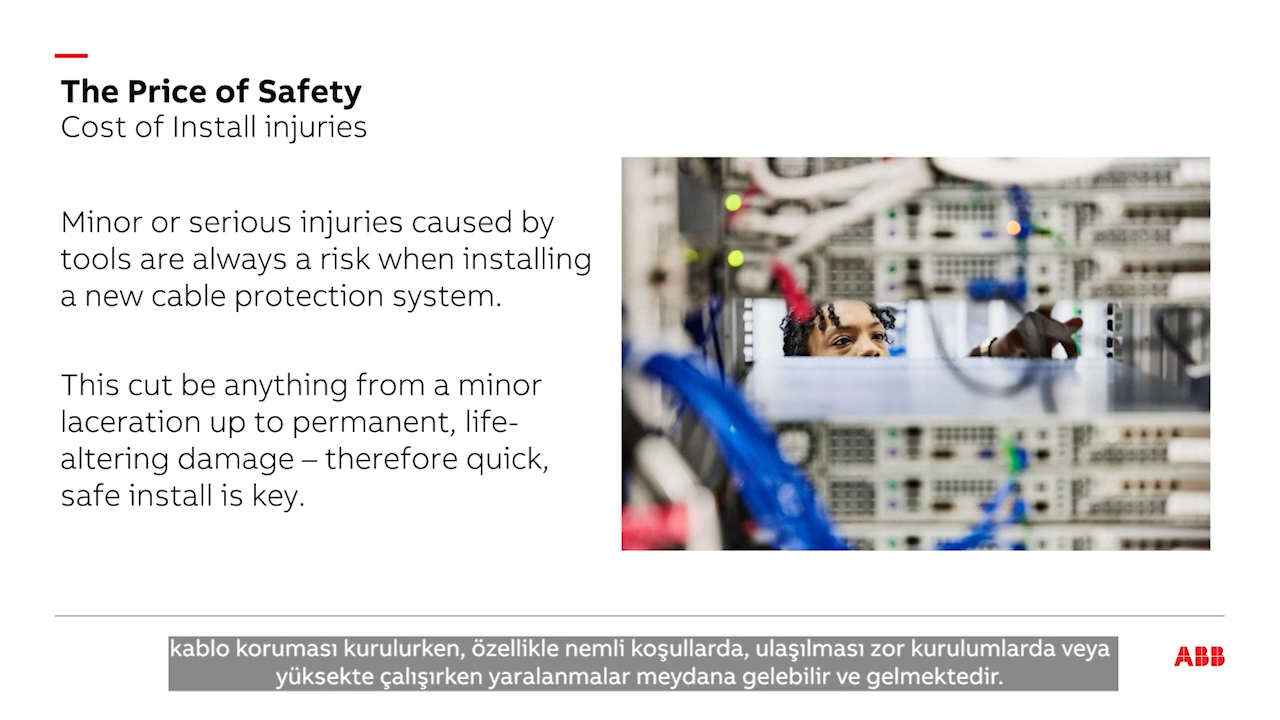 The Price of Safety
Cost of Install injuries
Minor or serious injuries caused by
tools are always a risk when installing
a new cable protection system.
This cut be anything from a minor
laceration up to permanent, life-
altering damage – therefore quick,
safe install is key.
kablo koruması kurulurken, özellikle nemli koşullarda, ulaşılması zor kurulumlarda veya
yüksekte çalışırken yaralanmalar meydana gelebilir ve gelmektedir.
ABB